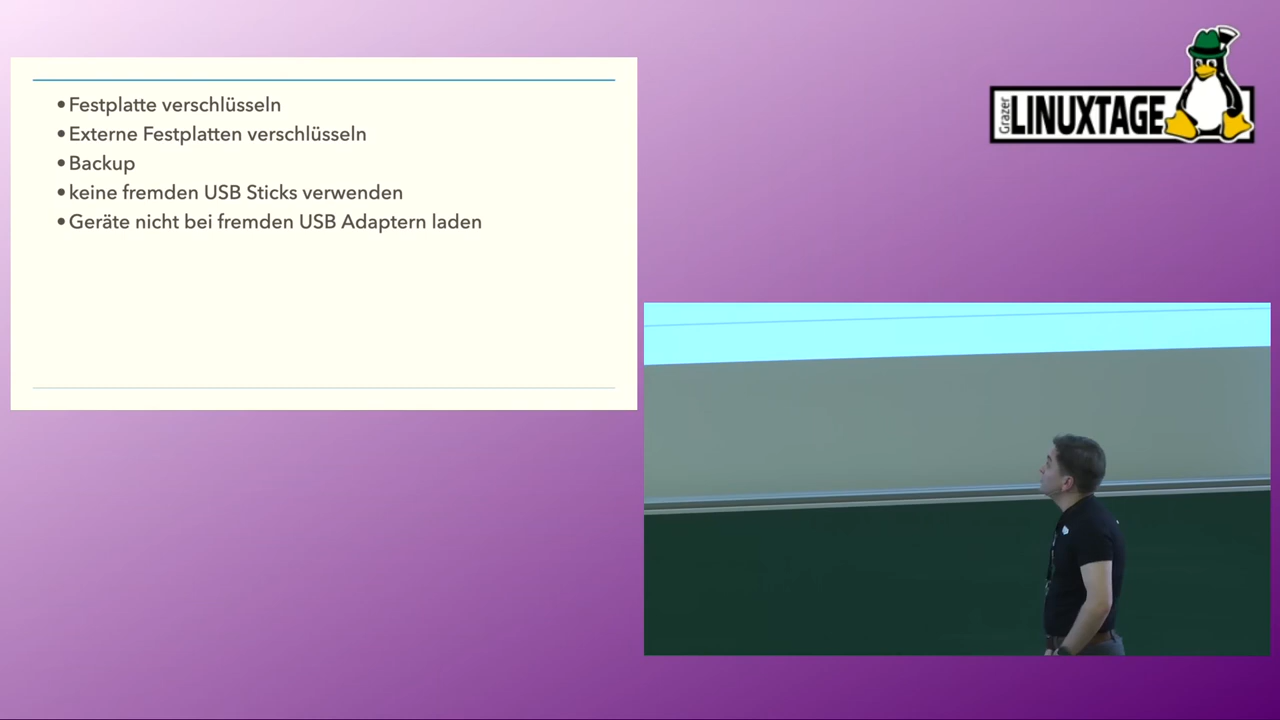 • Festplatte verschlüsseln
• Externe Festplatten verschlüsseln
• Backup
• keine fremden USB Sticks verwenden
• Geräte nicht bei fremden USB Adaptern laden
Grazer
LINUXTAGE